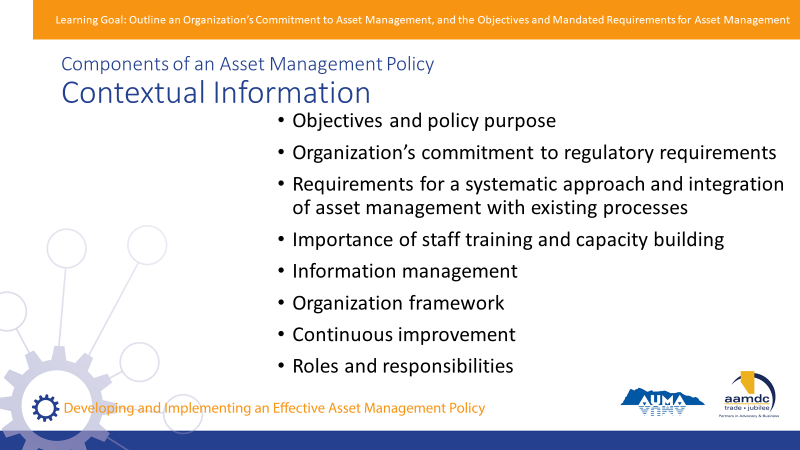 Learning Goal: Outline an Organization’s Commitment to Asset Management, and the Objectives and Mandated Requirements for Asset Management
Components of an Asset Management Policy
Contextual Information
• Objectives and policy purpose
• Organization’s commitment to regulatory requirements
• Requirements for a systematic approach and integration
of asset management with existing processes
• Importance of staff training and capacity building
• Information management
• Organization framework
• Continuous improvement
• Roles and responsibilities
Developing and Implementing an Effective Asset Management Policy
AUMA
aamdc
trade • jubilee
Partners in Advocacy & Business